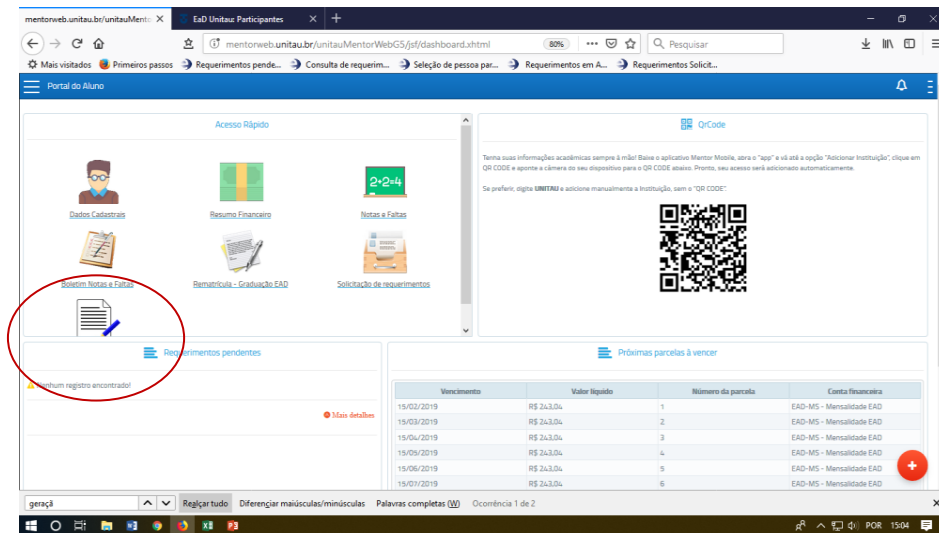 mentorweb.unitau.br/unitauMento
EaD Unitau: Participantes
mentorweb.unitau.br/unitauMentorWebG5/jsf/dashboard.xhtml
80%
Pesquisar
Mais visitados
Primeiros passos
Requerimentos pende...
Consulta de requerim...
Seleção de pessoa par...
Requerimentos em A...
Requerimentos Solicit...
Portal do Aluno
Acesso Rápido
Dados Cadastrais
Resumo Financeiro
2+2=4
Notas e Faltas
Boletim Notas e Faltas
Rematrícula - Graduação EAD
Solicitação de requerimentos
QrCode
Tenha suas informações acadêmicas sempre à mão! Baixe o aplicativo Mentor Mobile, abra o "app" e vá até a opção "Adicionar Instituição", clique em
QR CODE e aponte a câmera do seu dispositivo para o QR CODE abaixo. Pronto, seu acesso será adicionado automaticamente.
Se preferir, digite UNITAU e adicione manualmente a Instituição, sem o "QR CODE".
Requerimentos pendentes
Nenhum registro encontrado!
Mais detalhes
Próximas parcelas à vencer
Vencimento Valor líquido Número da parcela Conta financeira
15/02/2019 R$ 243,04 1 EAD-MS - Mensalidade EAD
15/03/2019 R$ 243,04 2 EAD-MS - Mensalidade EAD
15/04/2019 R$ 243,04 3 EAD-MS - Mensalidade EAD
15/05/2019 R$ 243,04 4 EAD-MS - Mensalidade EAD
15/06/2019 R$ 243,04 5 EAD-MS - Mensalidade EAD
15/07/2019 R$ 243,04 6 EAD-MS - Mensalidade EAD
geraçã
Realçar tudo
Diferenciar maiúsculas/minúsculas
Palavras completas (W)
Ocorrência 1 de 2
POR 15:04